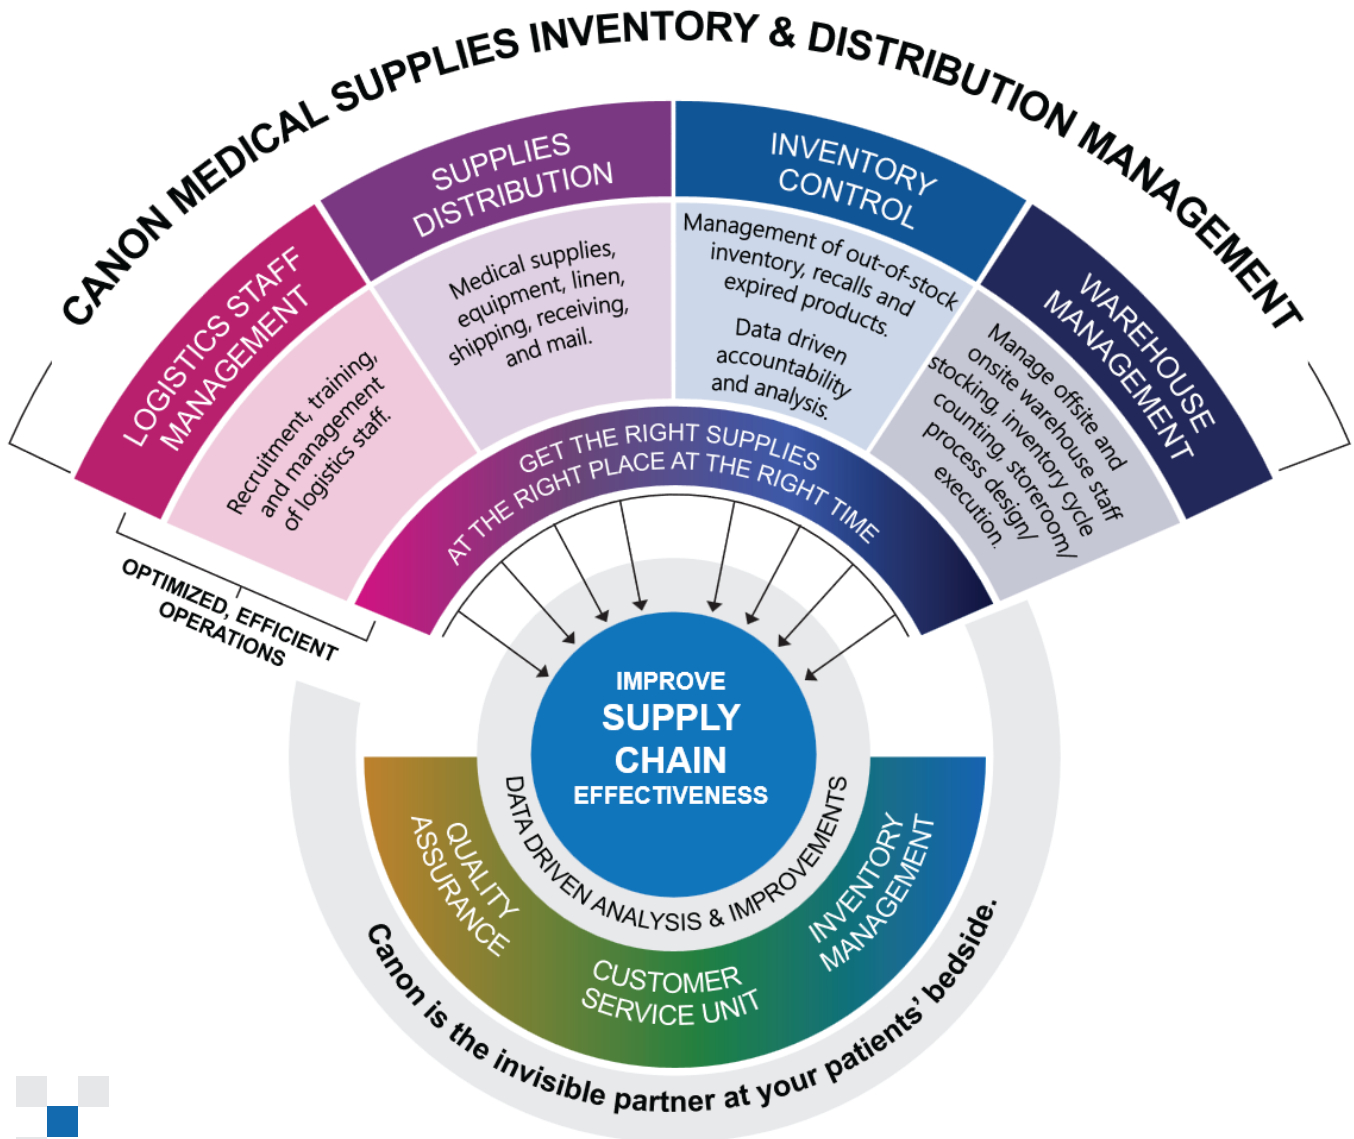 CANON MEDICAL SUPPLIES INVENTORY & DISTRIBUTION MANAGEMENT
LOGISTICS STAFF
MANAGEMENT
Recruitment, training,
and management
of logistics staff.
SUPPLIES
DISTRIBUTION
Medical supplies,
equipment, linen,
shipping, receiving,
and mail.
INVENTORY
CONTROL
Management of out-of-stock
inventory, recalls and
expired products.
Data driven
accountability
and analysis.
WAREHOUSE
MANAGEMENT
Manage offsite and
onsite warehouse staff
stocking, inventory cycle
counting, storeroom/
process design/
execution.
GET THE RIGHT SUPPLIES
AT THE RIGHT PLACE AT THE RIGHT TIME
OPTIMIZED, EFFICIENT
OPERATIONS
IMPROVE
SUPPLY
CHAIN
EFFECTIVENESS
DATA DRIVEN ANALYSIS & IMPROVEMENTS
QUALITY
ASSURANCE
CUSTOMER
SERVICE UNIT
INVENTORY
MANAGEMENT
Canon is the invisible partner at your patients’ bedside.